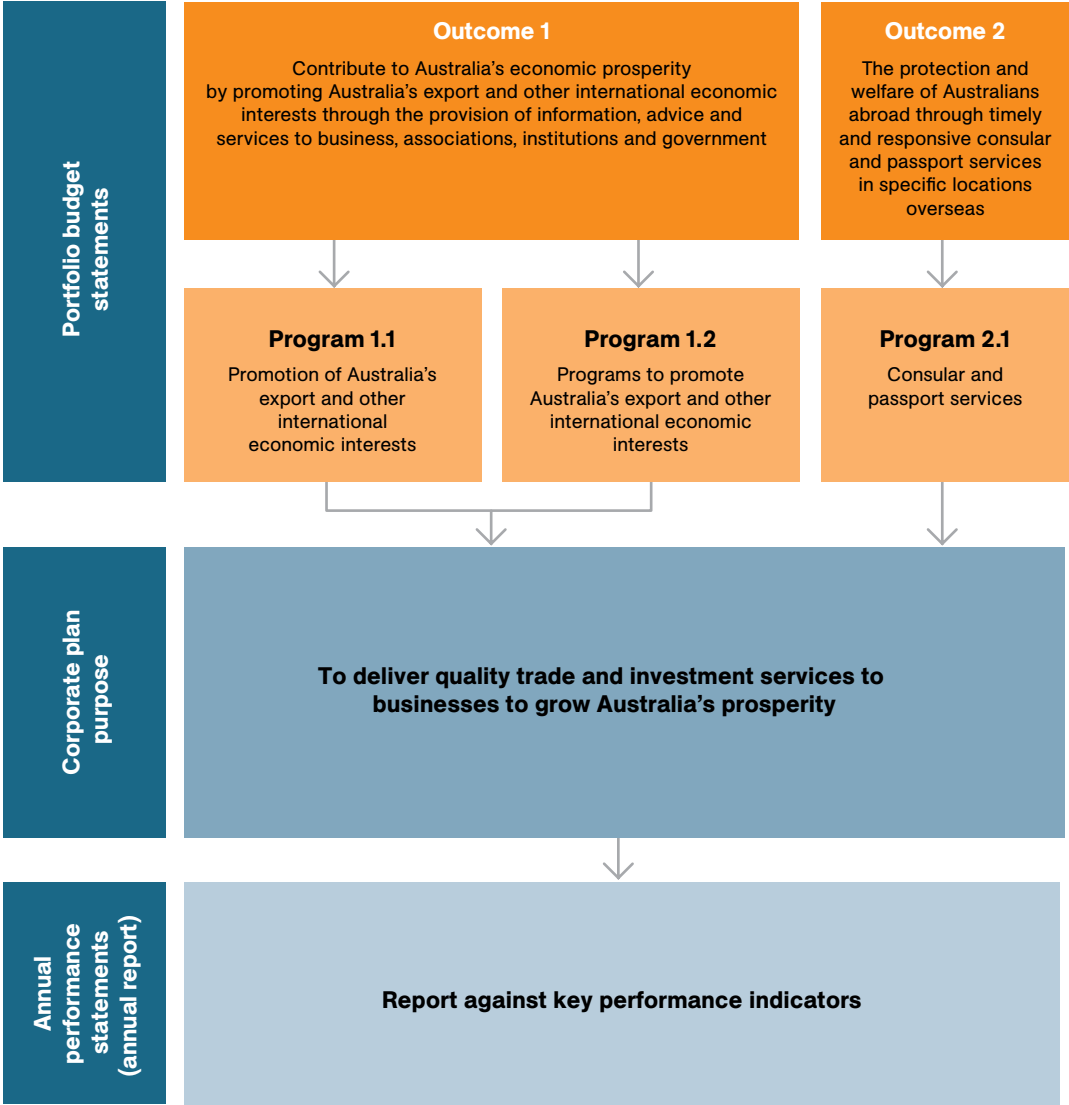 Portfolio budget
statements
Outcome 1
Contribute to Australia’s economic prosperity
by promoting Australia’s export and other international economic
interests through the provision of information, advice and
services to business, associations, institutions and government
Outcome 2
The protection and
welfare of Australians
abroad through timely
and responsive consular
and passport services
in specific locations
overseas
Program 1.1
Promotion of Australia’s
export and other
international
economic interests
Program 1.2
Programs to promote
Australia’s export and other
international economic
interests
Program 2.1
Consular and
passport services
Corporate plan
purpose
To deliver quality trade and investment services to
businesses to grow Australia’s prosperity
Annual
performance
statements
(annual report)
Report against key performance indicators